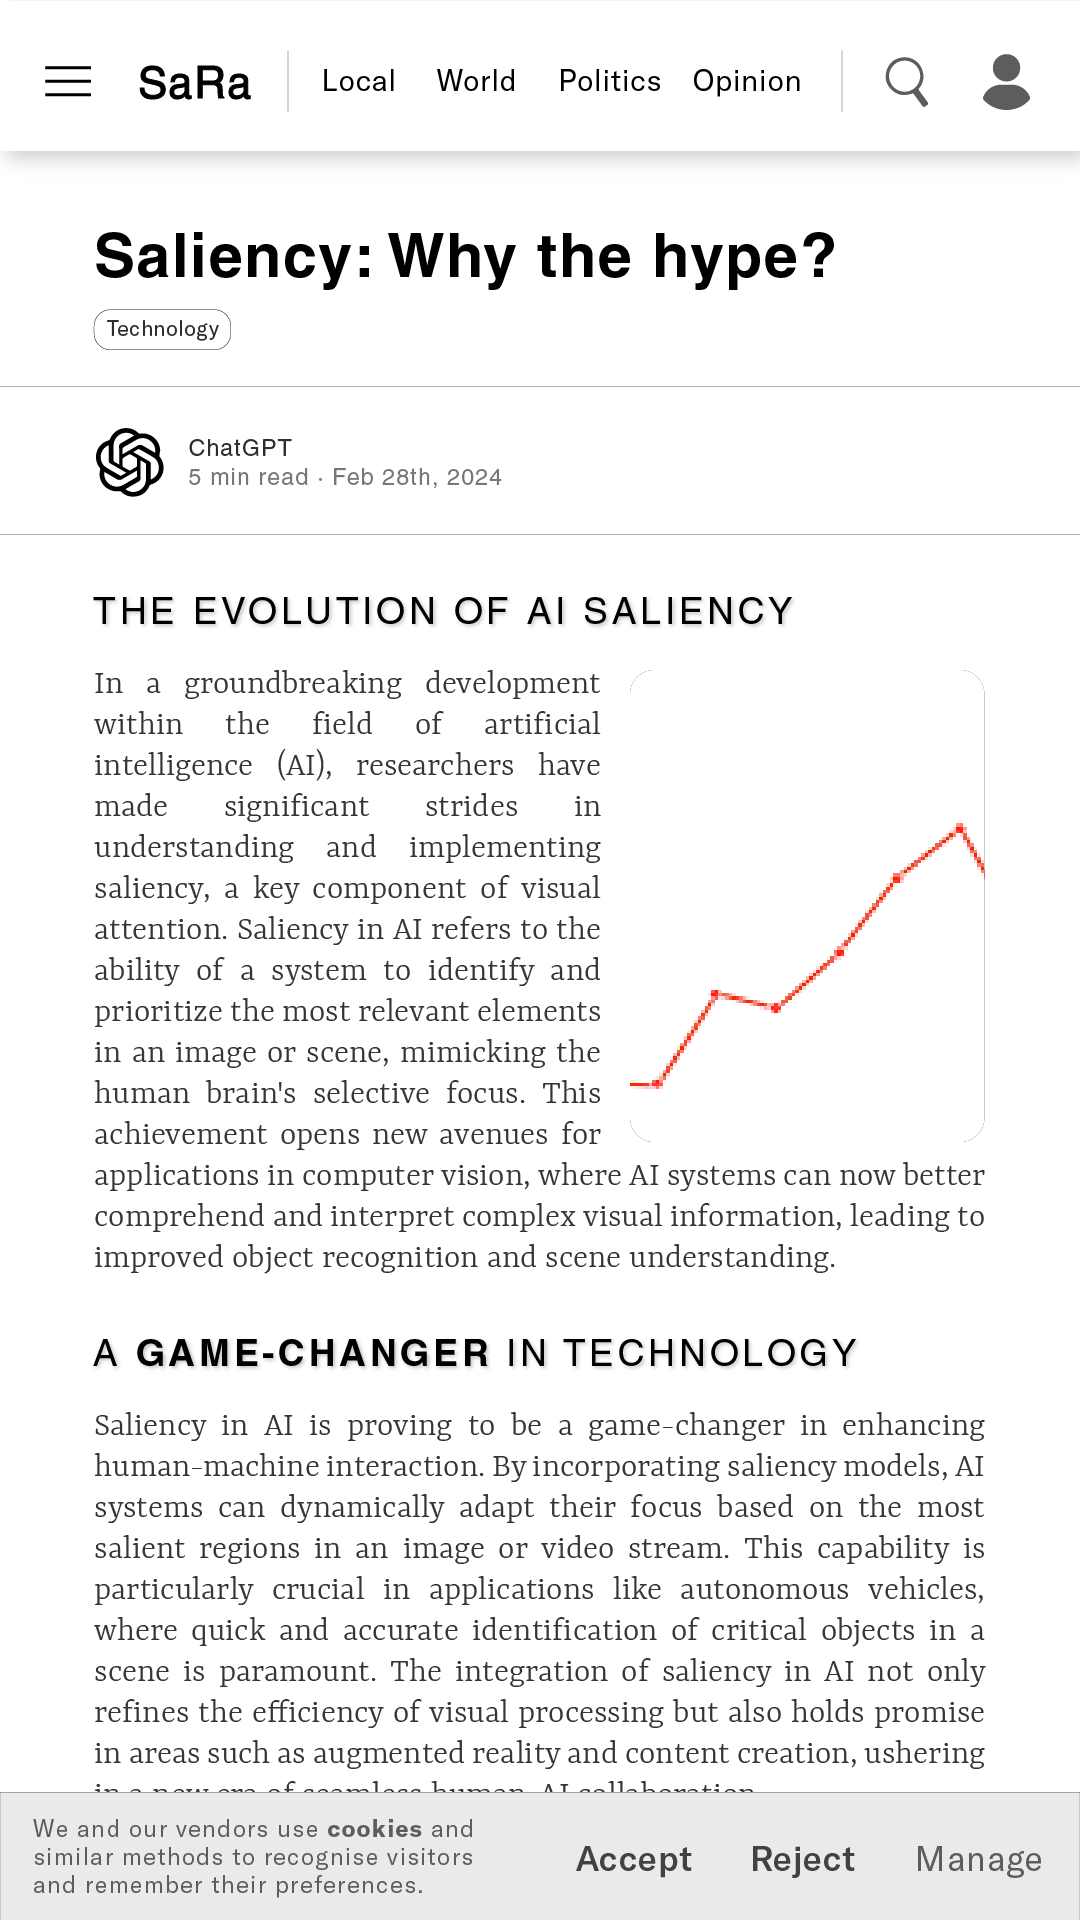 SaRa Local World Politics Opinion
Saliency: Why the hype?
Technology
ChatGPT
5 min read · Feb 28th, 2024
THE EVOLUTION OF AI SALIENCY
In a groundbreaking development
within the field of artificial
intelligence (AI), researchers have
made significant strides in
understanding and implementing
saliency, a key component of visual
attention. Saliency in AI refers to the
ability of a system to identify and
prioritize the most relevant elements
in an image or scene, mimicking the
human brain's selective focus. This
achievement opens new avenues for
applications in computer vision, where AI systems can now better
comprehend and interpret complex visual information, leading to
improved object recognition and scene understanding.
A GAME-CHANGER IN TECHNOLOGY
Saliency in AI is proving to be a game-changer in enhancing
human-machine interaction. By incorporating saliency models, AI
systems can dynamically adapt their focus based on the most
salient regions in an image or video stream. This capability is
particularly crucial in applications like autonomous vehicles,
where quick and accurate identification of critical objects in a
scene is paramount. The integration of saliency in AI not only
refines the efficiency of visual processing but also holds promise
in areas such as augmented reality and content creation, ushering
in a new era of seamless human-AI collaboration.
We and our vendors use cookies and
similar methods to recognise visitors
and remember their preferences.
Accept Reject Manage